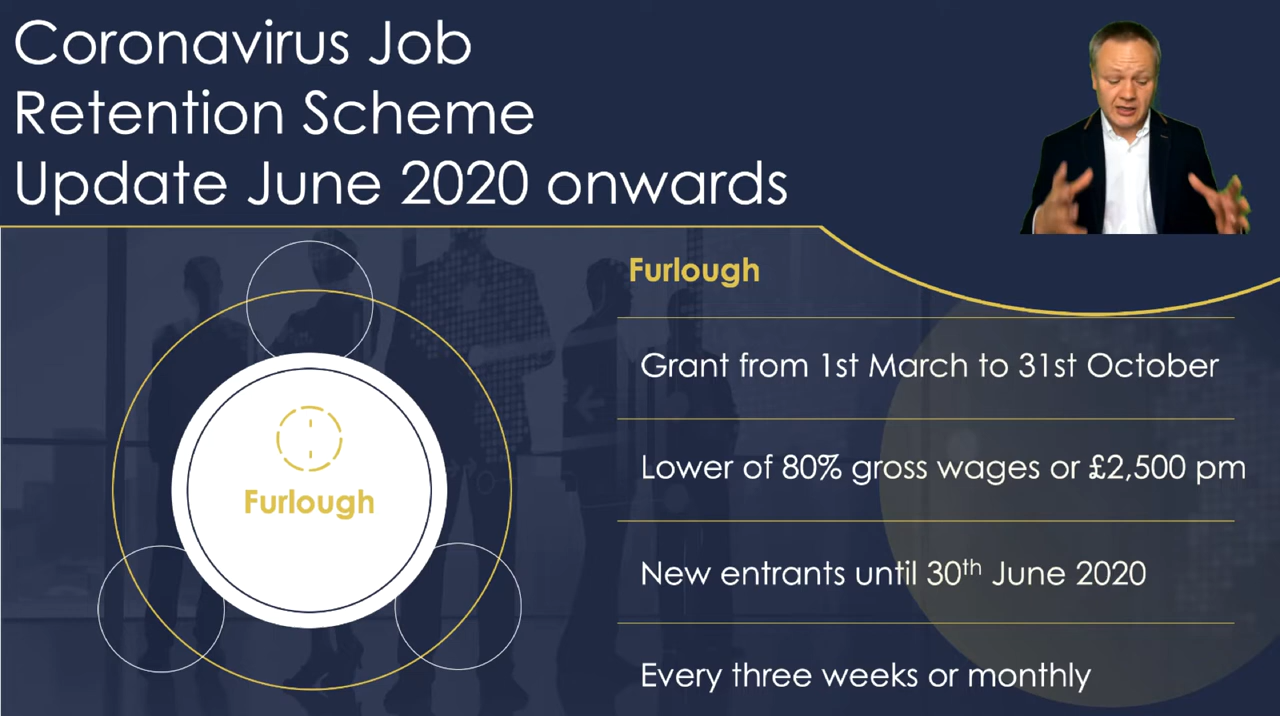 Coronavirus Job
Retention Scheme
Update June 2020 onwards
Furlough
Furlough
Grant from 1st March to 31st October
Lower of 80% gross wages or £2,500 pm
New entrants until 30th June 2020
Every three weeks or monthly